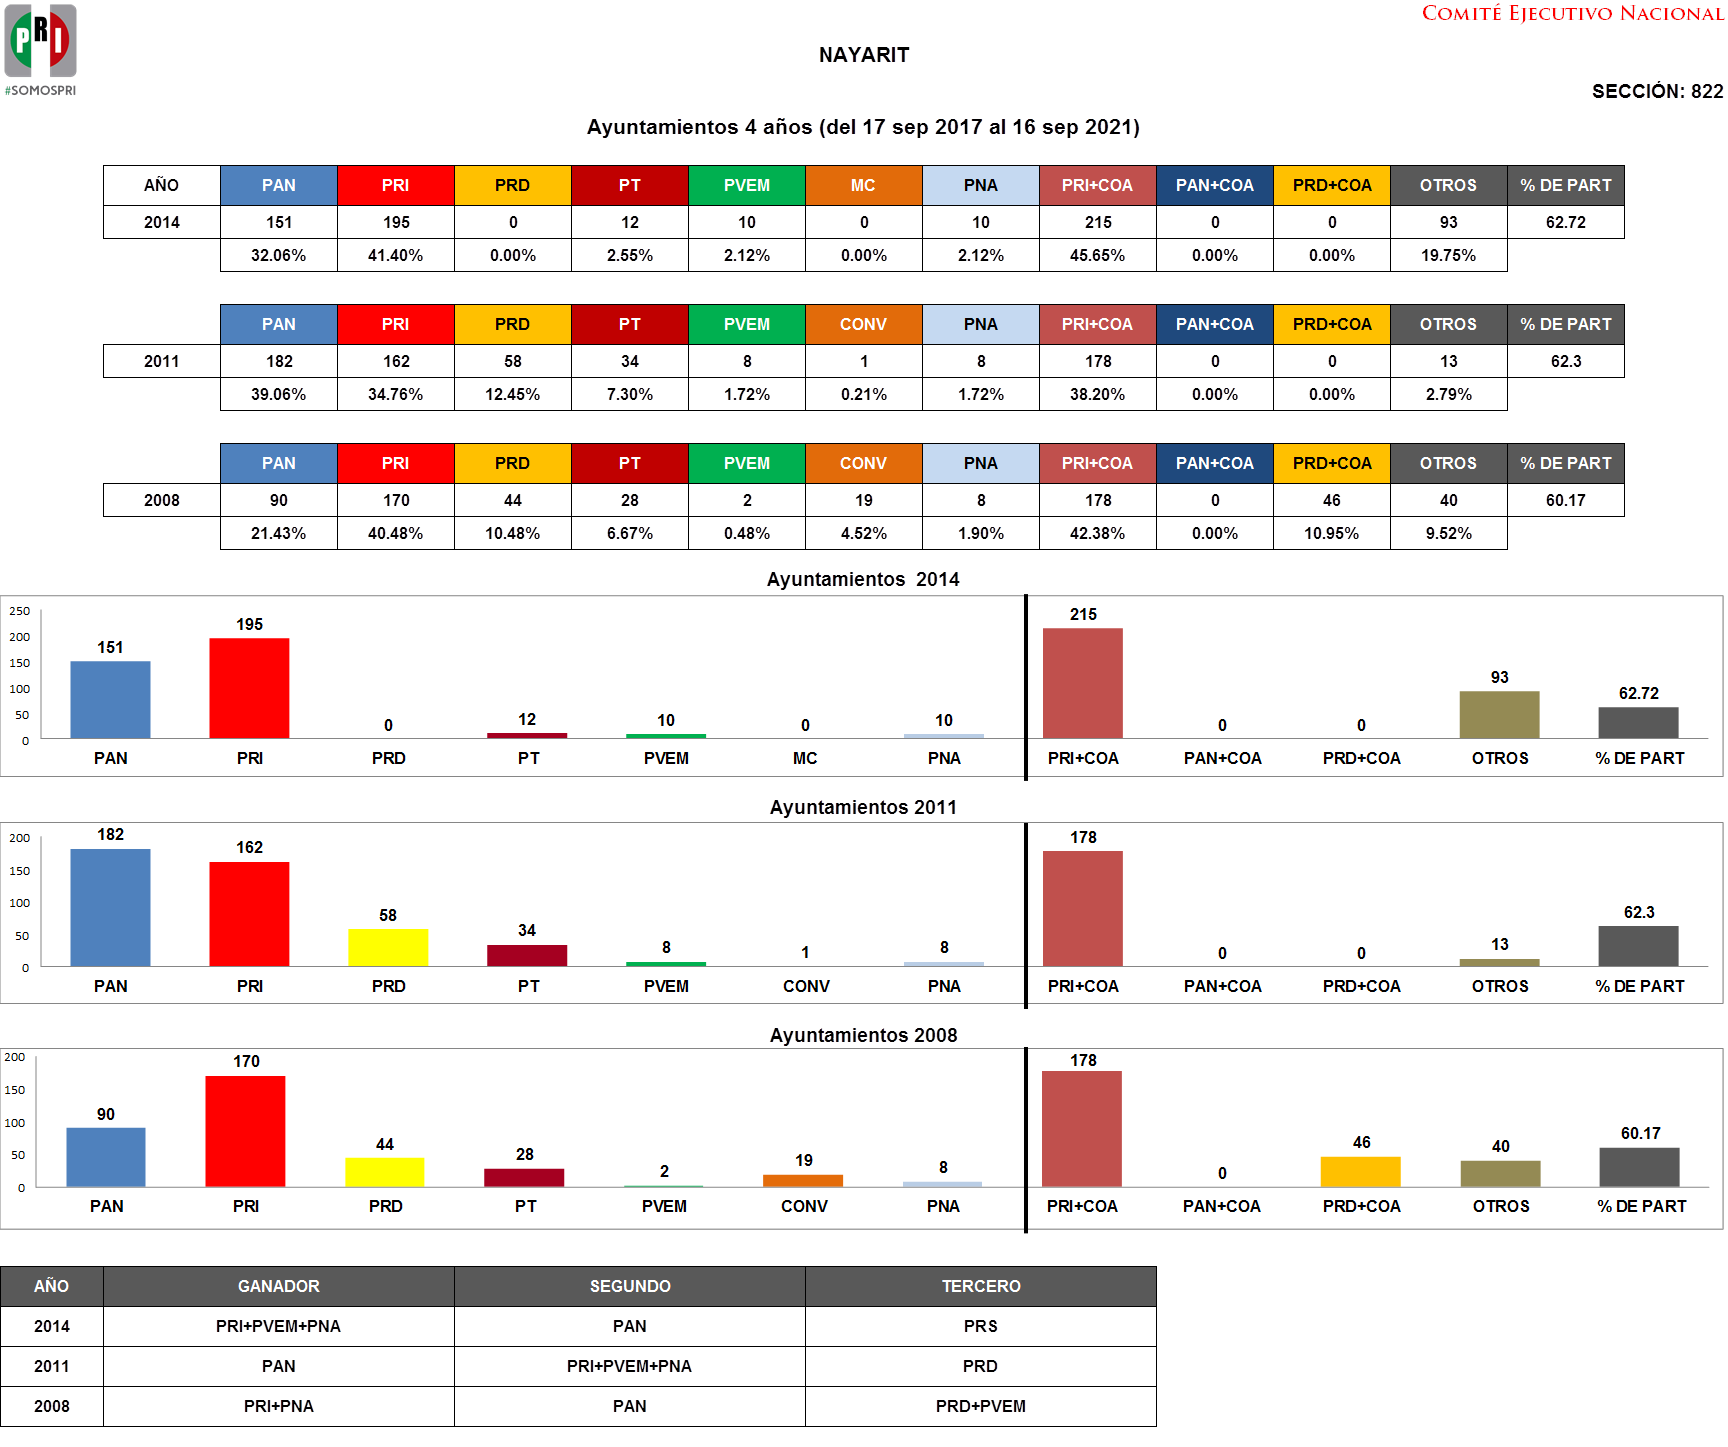 PRI
#SOMOSPRI
COMITÉ EJECUTIVO NACIONAL
NAYARIT
SECCIÓN: 822
Ayuntamientos 4 años (del 17 sep 2017 al 16 sep 2021)
AÑO PAN PRI PRD PT PVEM MC PNA PRI+COA PAN+COA PRD+COA OTROS % DE PART
2014 151 195 0 12 10 0 10 215 0 0 93 62.72
32.06% 41.40% 0.00% 2.55% 2.12% 0.00% 2.12% 45.65% 0.00% 0.00% 19.75%
PAN PRI PRD PT PVEM CONV PNA PRI+COA PAN+COA PRD+COA OTROS % DE PART
2011 182 162 58 34 8 1 8 178 0 0 13 62.3
39.06% 34.76% 12.45% 7.30% 1.72% 0.21% 1.72% 38.20% 0.00% 0.00% 2.79%
PAN PRI PRD PT PVEM CONV PNA PRI+COA PAN+COA PRD+COA OTROS % DE PART
2008 90 170 44 28 2 19 8 178 0 46 40 60.17
21.43% 40.48% 10.48% 6.67% 0.48% 4.52% 1.90% 42.38% 0.00% 10.95% 9.52%
Ayuntamientos 2014
250
200
150
100
50
0
151 195 0 12 10 0 10 215 0 0 93 62.72
PAN PRI PRD PT PVEM MC PNA PRI+COA PAN+COA PRD+COA OTROS % DE PART
Ayuntamientos 2011
200
150
100
50
0
182 162 58 34 8 1 8 178 0 0 13 62.3
PAN PRI PRD PT PVEM CONV PNA PRI+COA PAN+COA PRD+COA OTROS % DE PART
Ayuntamientos 2008
200
150
100
50
0
90 170 44 28 2 19 8 178 0 46 40 60.17
PAN PRI PRD PT PVEM CONV PNA PRI+COA PAN+COA PRD+COA OTROS % DE PART
AÑO GANADOR SEGUNDO TERCERO
2014 PRI+PVEM+PNA PAN PRS
2011 PAN PRI+PVEM+PNA PRD
2008 PRI+PNA PAN PRD+PVEM